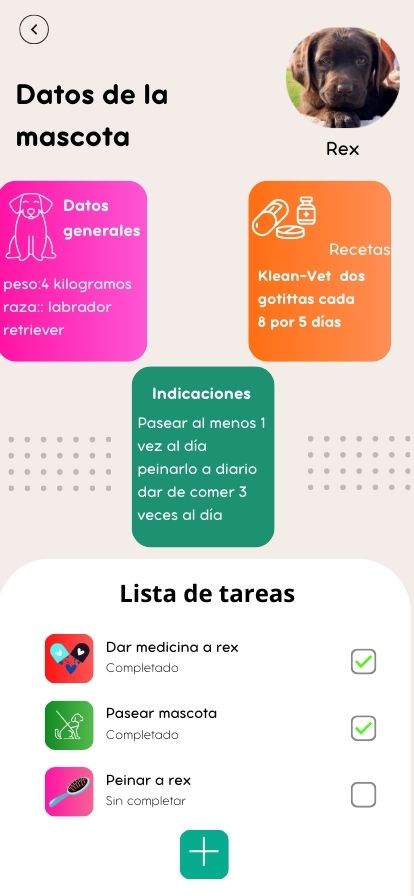 Datos de la
mascota
Rex
Datos
generales
peso:4 kilogramos
raza:: labrador
retriever
Recetas
Klean-Vet dos
gotittas cada
8 por 5 días
Indicaciones
Pasear al menos 1
vez al día
peinarlo a diario
dar de comer 3
veces al día
Lista de tareas
Dar medicina a rex
Completado
Pasear mascota
Completado
Peinar a rex
Sin completar